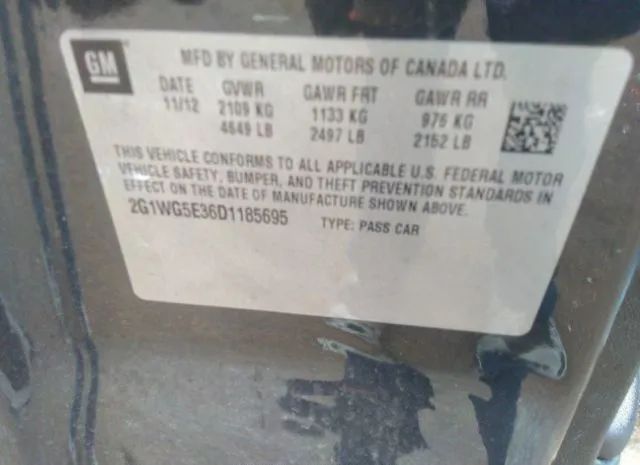 GM
MFD BY GENERAL MOTORS OF CANADA LTD.
DATE GVWR GAWR FRT GAWR RR
11/12 2109 KG 1133 KG 976 KG
4649 LB 2497 LB 2152 LB
THIS VEHICLE CONFORMS TO ALL APPLICABLE U.S. FEDERAL MOTOR
VEHICLE SAFETY, BUMPER, AND THEFT PREVENTION STANDARDS IN
EFFECT ON THE DATE OF MANUFACTURE SHOWN ABOVE.
2G1WG5E36D1185695 TYPE: PASS CAR